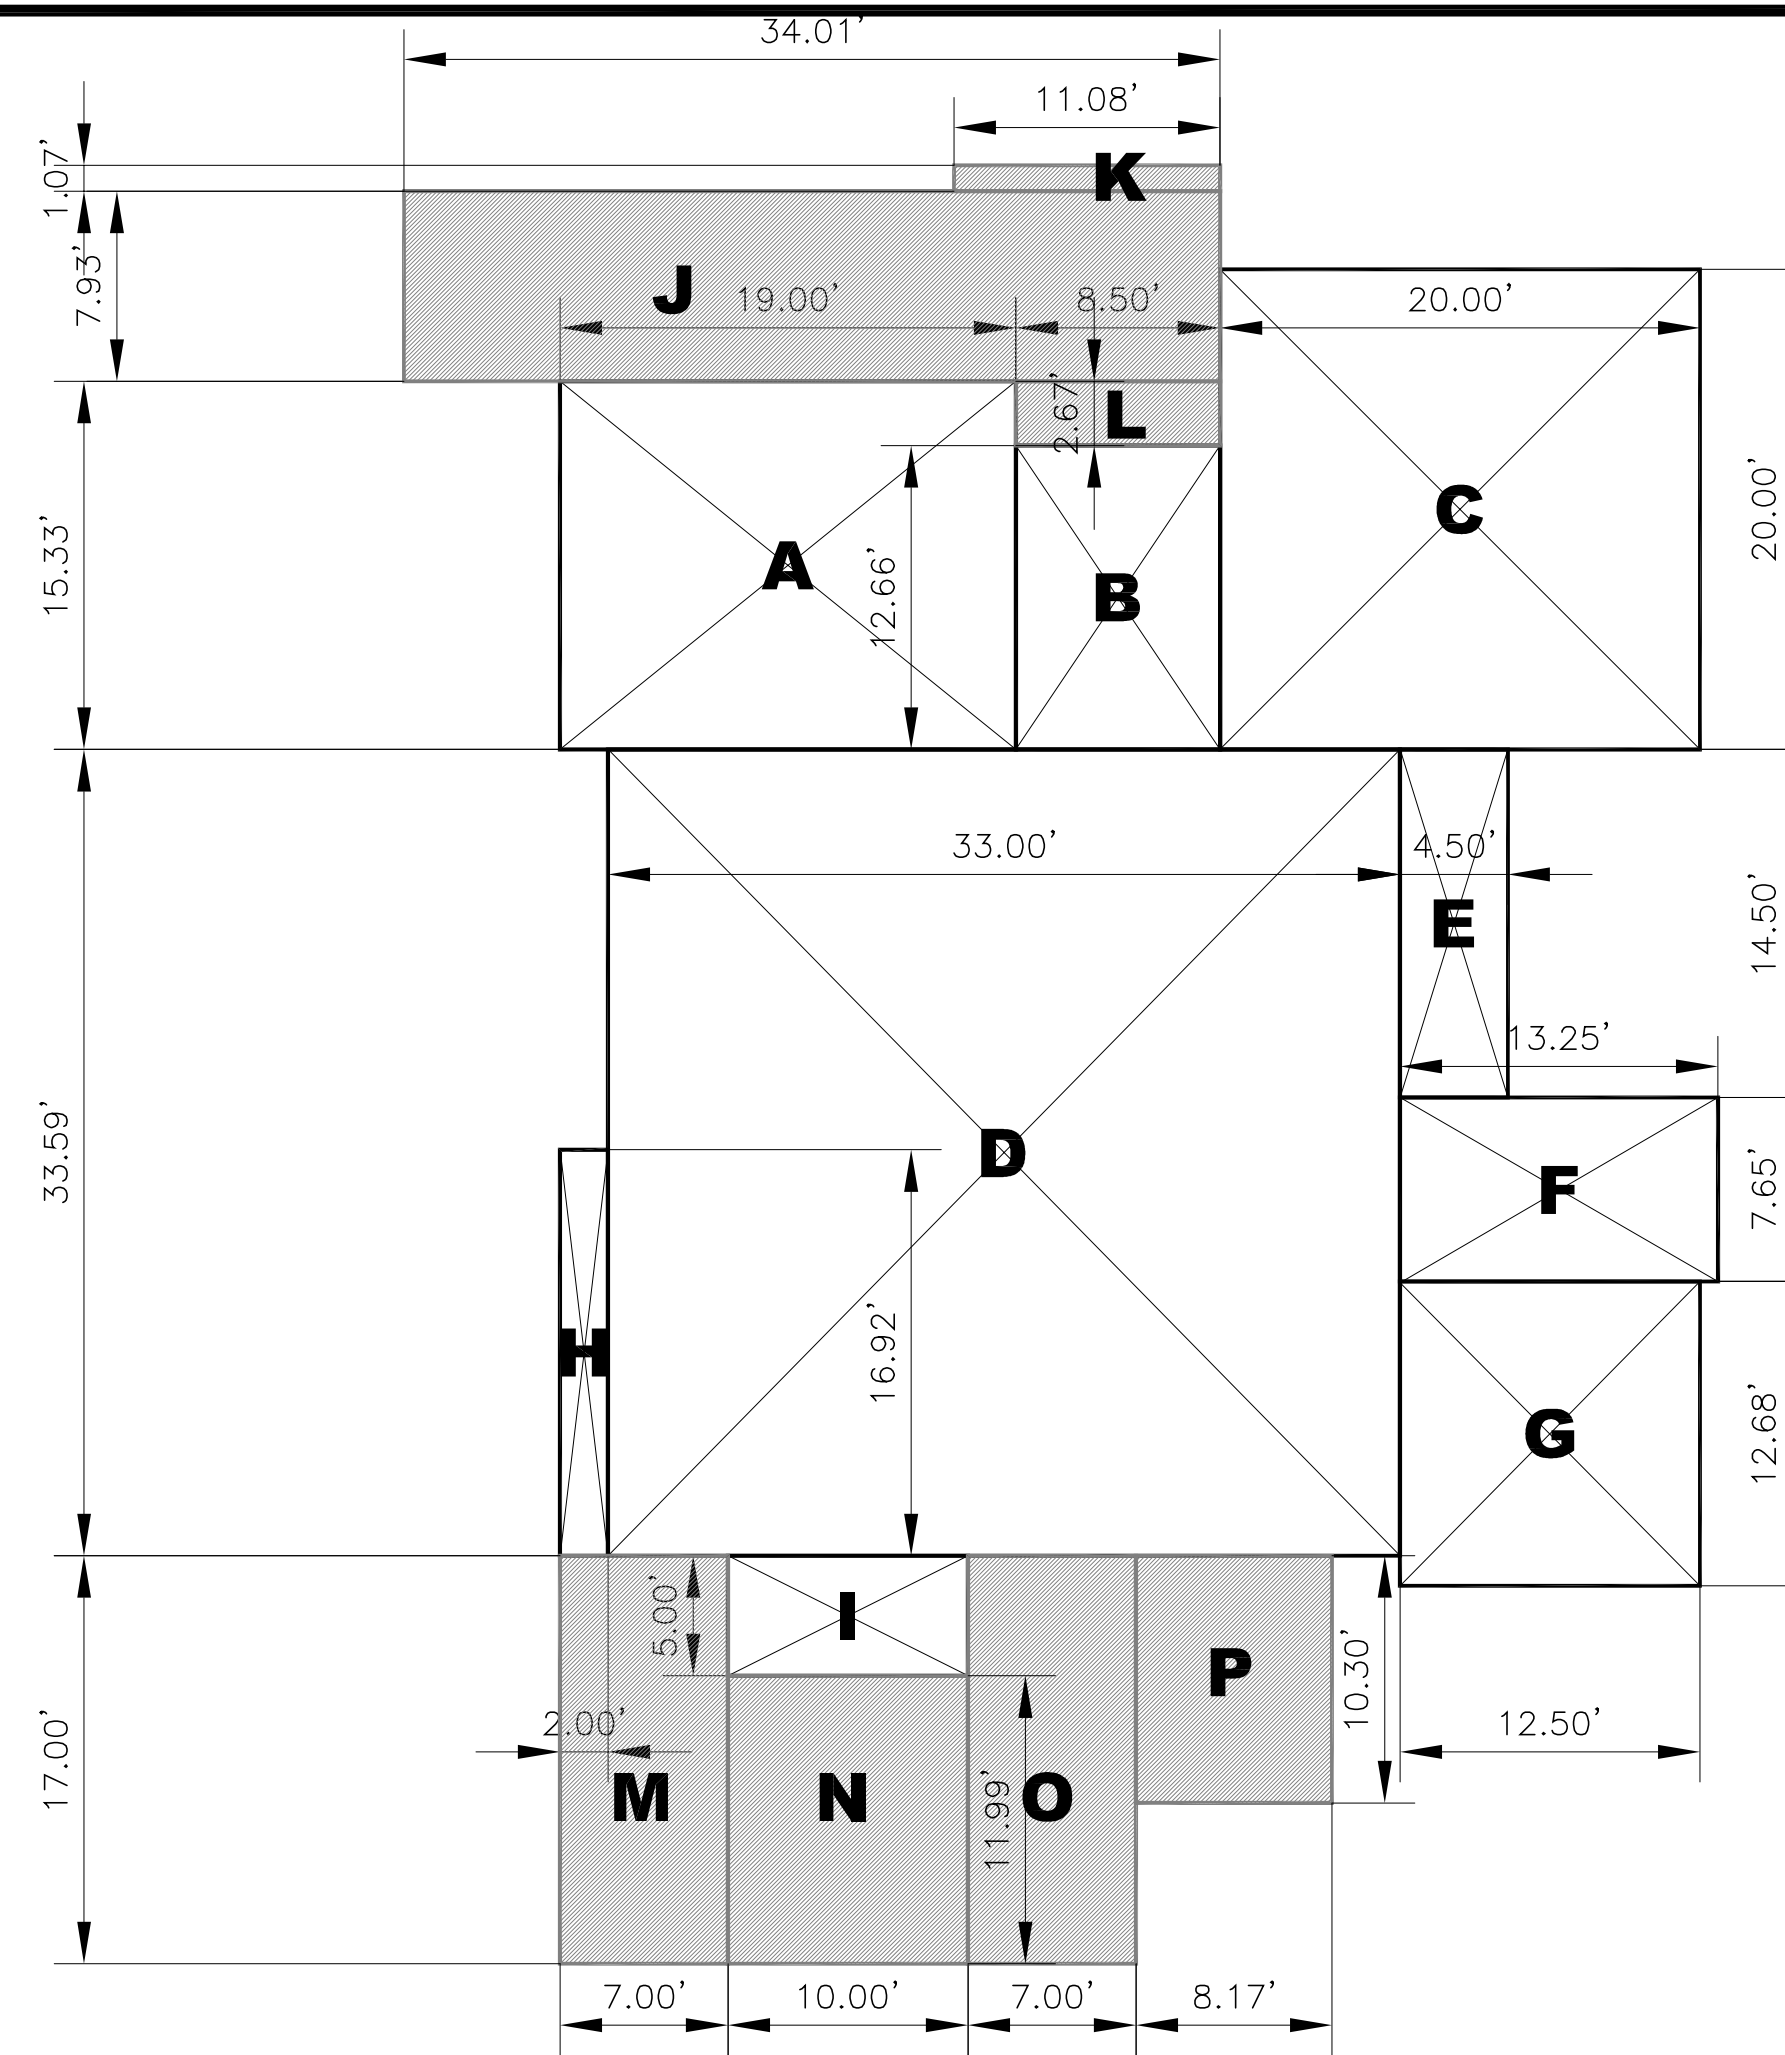 34.01’
11.08’
1.07’
K
7.93’
J
19.00’
8.50’
20.00’
2.67’
L
15.33’
A
12.66’
B
C
20.00’
33.00’
4.50’
E
14.50’
13.25’
33.59’
D
F
7.65’
H
16.92’
G
12.68’
5.00’
I
P
10.30’
2.00’
12.50’
17.00’
M
N
11.99’
O
7.00’
10.00’
7.00’
8.17’